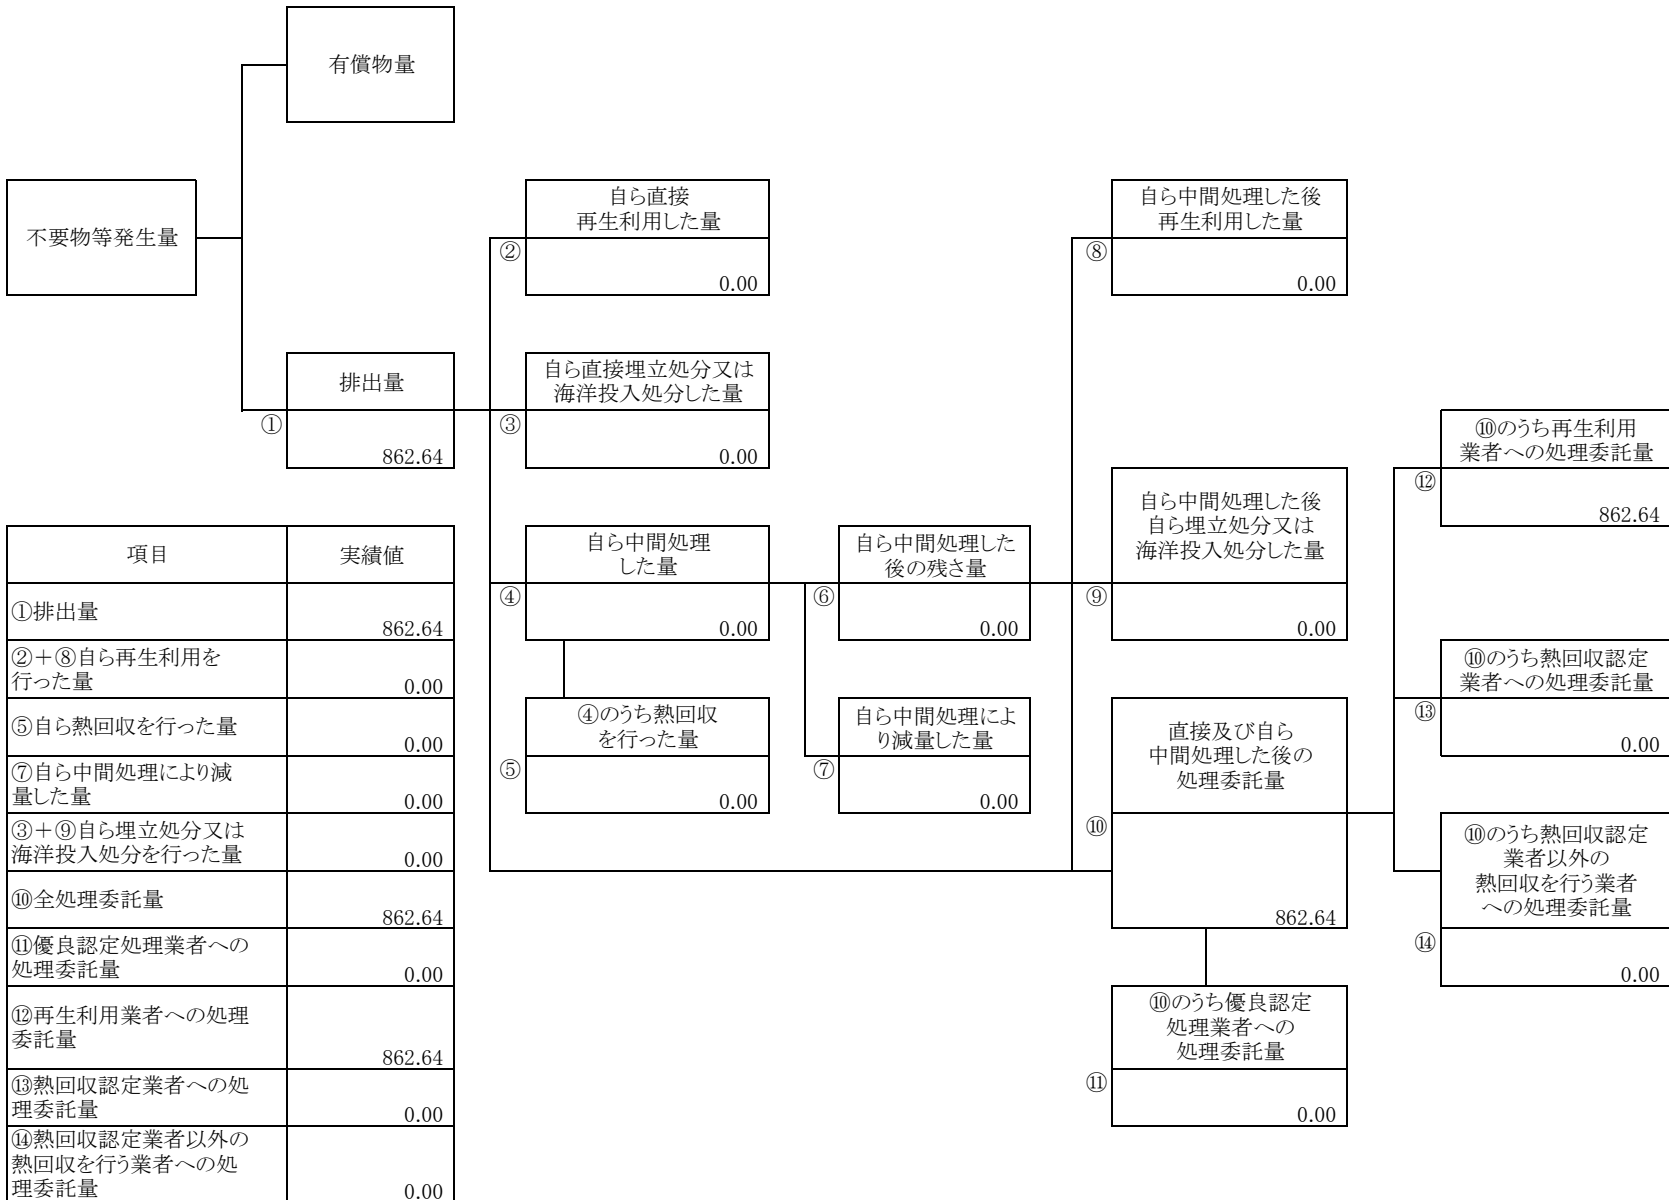 有償物量
不要物等発生量
排出量
①
862.64
自ら直接
再生利用した量
②
0.00
自ら直接埋立処分又は
海洋投入処分した量
③
0.00
自ら中間処理
した量
④
0.00
④のうち熱回収
を行った量
⑤
0.00
自ら中間処理した
後の残さ量
⑥
0.00
自ら中間処理によ
り減量した量
⑦
0.00
自ら中間処理した後
再生利用した量
⑧
0.00
自ら中間処理した後
自ら埋立処分又は
海洋投入処分した量
⑨
0.00
直接及び自ら
中間処理した後の
処理委託量
⑩
862.64
⑩のうち優良認定
処理業者への
処理委託量
⑪
0.00
⑩のうち再生利用
業者への処理委託量
⑫
862.64
⑩のうち熱回収認定
業者への処理委託量
⑬
0.00
⑩のうち熱回収認定
業者以外の
熱回収を行う業者
への処理委託量
⑭
0.00
項目 実績値
①排出量
862.64
②+⑧自ら再生利用を
行った量 0.00
⑤自ら熱回収を行った量
0.00
⑦自ら中間処理により減
量した量 0.00
③+⑨自ら埋立処分又は
海洋投入処分を行った量 0.00
⑩全処理委託量
862.64
⑪優良認定処理業者への
処理委託量 0.00
⑫再生利用業者への処理
委託量
862.64
⑬熱回収認定業者への処
理委託量 0.00
⑭熱回収認定業者以外の
熱回収を行う業者への処
理委託量 0.00